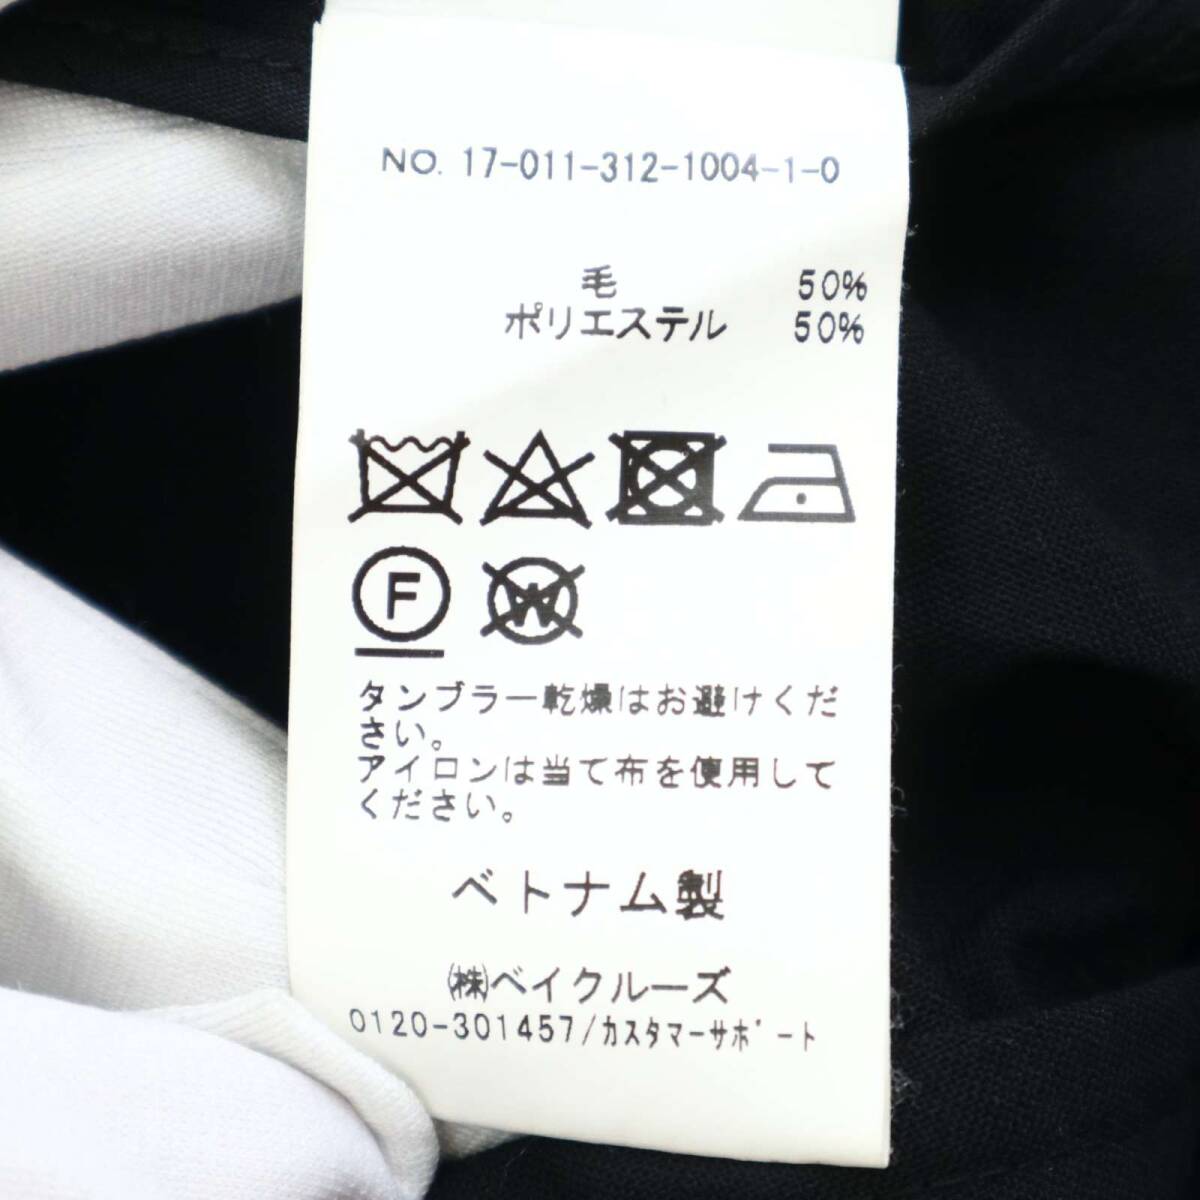 NO. 17-011-312-1004-1-0
毛 50%
ポリエステル 50%
F W
タンブラー乾燥はお避けくだ
さい。
アイロンは当て布を使用して
ください。
ベトナム製
㈱ベイクルーズ
0120-301457/ｶｽﾀﾏｰｻﾎﾟｰﾄ